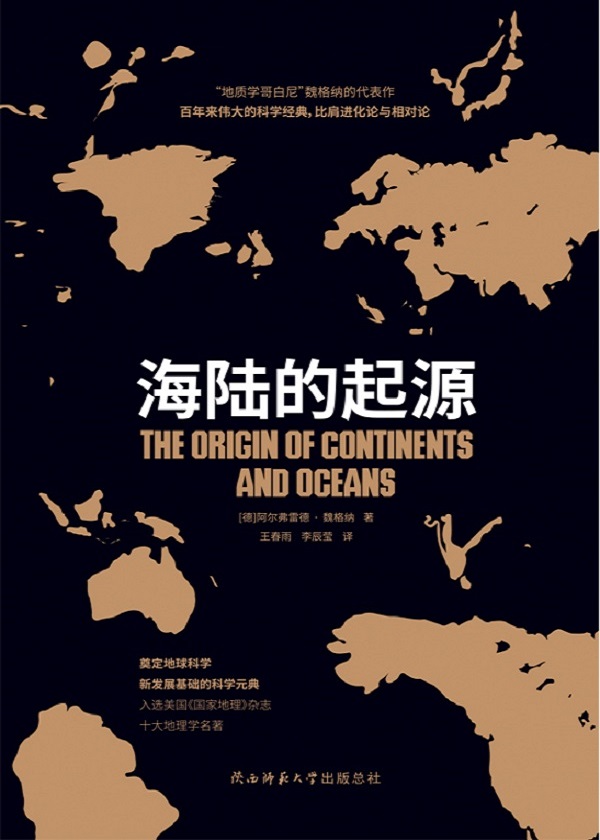 “地质学哥白尼”魏格纳的代表作
百年来伟大的科学经典，比肩进化论与相对论
海陆的起源
THE ORIGIN OF CONTINENTS
AND OCEANS
[德]阿尔弗雷德·魏格纳 著
王春雨 李辰莹 译
奠定地球科学
新发展基础的科学元典
入选美国《国家地理》杂志
十大地理学名著
陕西师范大学出版总社